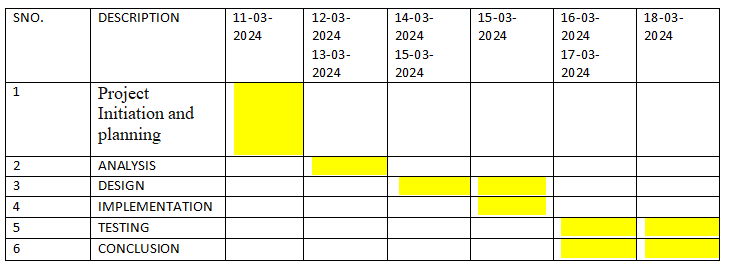 SNO. DESCRIPTION 11-03- 12-03- 14-03- 15-03- 16-03- 18-03-
2024 2024 2024 2024 2024 2024
13-03- 15-03- 17-03-
2024 2024 2024
1 Project
Initiation and
planning
2 ANALYSIS
3 DESIGN
4 IMPLEMENTATION
5 TESTING
6 CONCLUSION